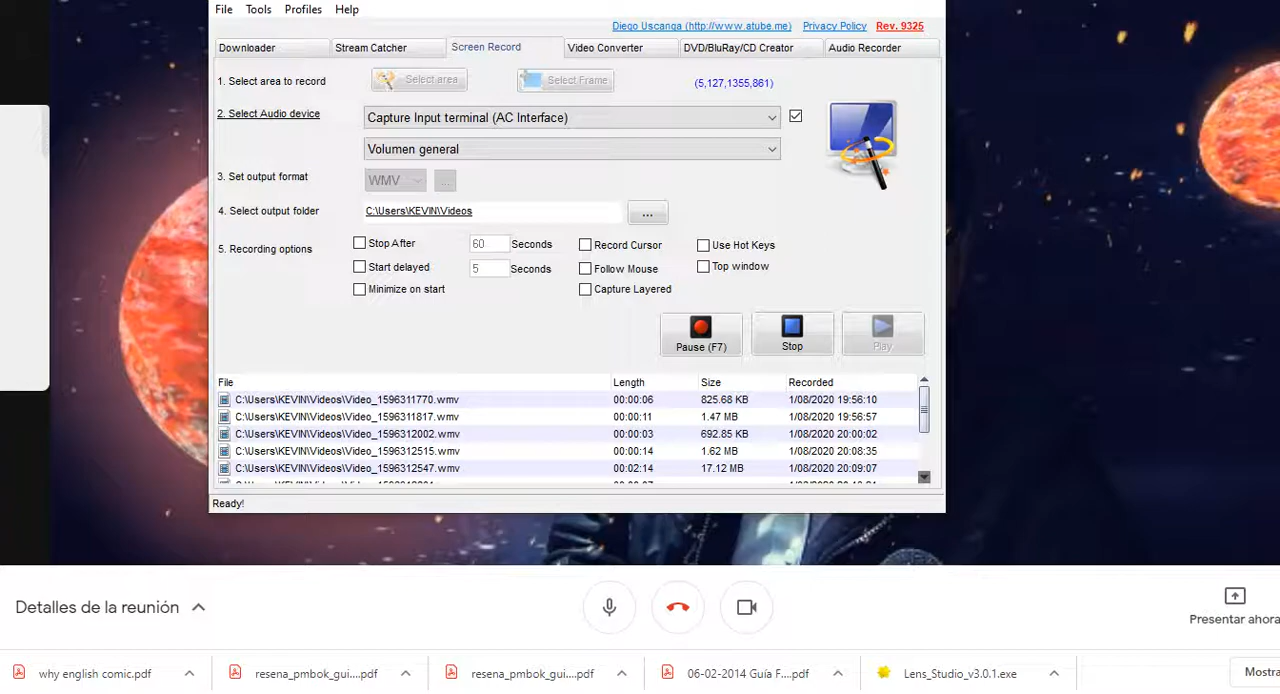 File Tools Profiles Help
Diego Uscanga (http://www.atube.me) Privacy Policy Rev. 9325
Downloader Stream Catcher Screen Record Video Converter DVD/BluRay/CD Creator Audio Recorder
1. Select area to record Select area Select Frame (5,127,1355,861)
2. Select Audio device Capture Input terminal (AC Interface)
Volumen general
3. Set output format WMV ...
4. Select output folder C:\Users\KEVIN\Videos ...
5. Recording options Stop After 60 Seconds Record Cursor Use Hot Keys
Start delayed 5 Seconds Follow Mouse Top window
Minimize on start Capture Layered
Pause (F7) Stop Play
File Length Size Recorded
C:\Users\KEVIN\Videos\Video_1596311770.wmv 00:00:06 825.68 KB 1/08/2020 19:56:10
C:\Users\KEVIN\Videos\Video_1596311817.wmv 00:00:11 1.47 MB 1/08/2020 19:56:57
C:\Users\KEVIN\Videos\Video_1596312002.wmv 00:00:03 692.85 KB 1/08/2020 20:00:02
C:\Users\KEVIN\Videos\Video_1596312515.wmv 00:00:14 1.62 MB 1/08/2020 20:08:35
C:\Users\KEVIN\Videos\Video_1596312547.wmv 00:02:14 17.12 MB 1/08/2020 20:09:07
Ready!
Detalles de la reunión
Presentar ahora
why english comic.pdf resena_pmbok_gui....pdf resena_pmbok_gui....pdf 06-02-2014 Guía F....pdf Lens_Studio_v3.0.1.exe Mostra